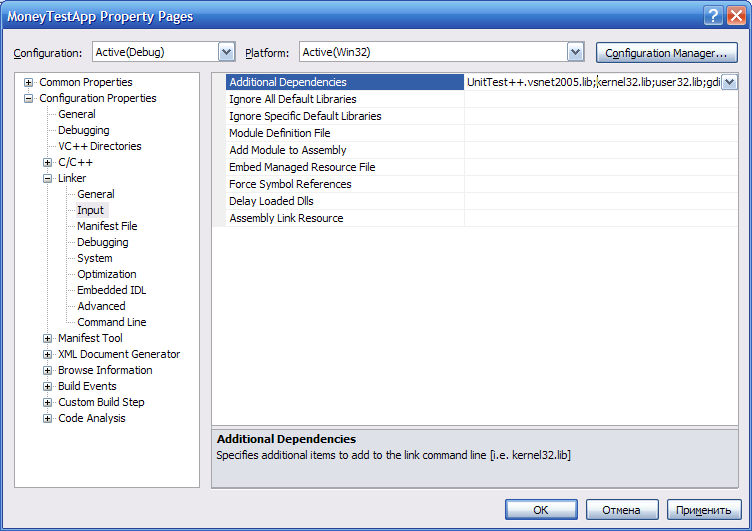 MoneyTestApp Property Pages
Configuration: Active(Debug) Platform: Active(Win32) Configuration Manager...
Common Properties
Configuration Properties
General
Debugging
VC++ Directories
C/C++
Linker
General
Input
Manifest File
Debugging
System
Optimization
Embedded IDL
Advanced
Command Line
Manifest Tool
XML Document Generator
Browse Information
Build Events
Custom Build Step
Code Analysis
Additional Dependencies UnitTest++.vsnet2005.lib;kernel32.lib;user32.lib;gdi
Ignore All Default Libraries
Ignore Specific Default Libraries
Module Definition File
Add Module to Assembly
Embed Managed Resource File
Force Symbol References
Delay Loaded Dlls
Assembly Link Resource
Additional Dependencies
Specifies additional items to add to the link command line [i.e. kernel32.lib]
OK Отмена Применить